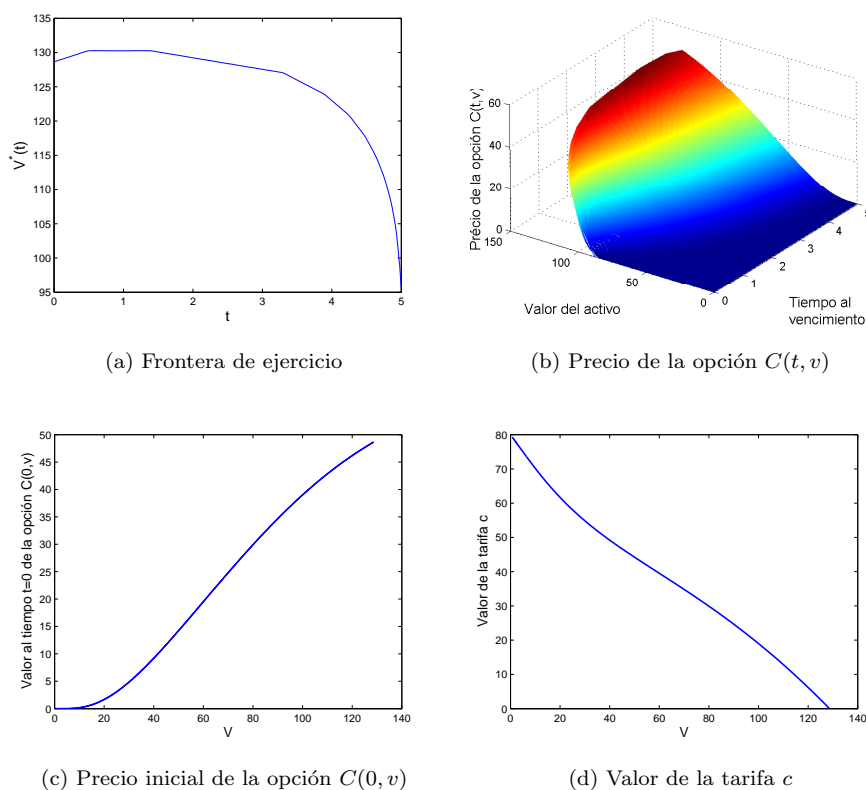 135
130
125
120
115
110
105
100
95
0 1 2 3 4 5
V*(t)
t
(a) Frontera de ejercicio
60
40
20
0
150
100
50
0
0
1
2
3
4
Précio de la opción C(t,v)
Valor del activo
Tiempo al
vencimiento
(b) Precio de la opción C(t, v)
50
45
40
35
30
25
20
15
10
5
0
0 20 40 60 80 100 120 140
Valor al tiempo t=0 de la opción C(0,v)
V
(c) Precio inicial de la opción C(0, v)
80
70
60
50
40
30
20
10
0
0 20 40 60 80 100 120 140
Valor de la tarifa c
V
(d) Valor de la tarifa c